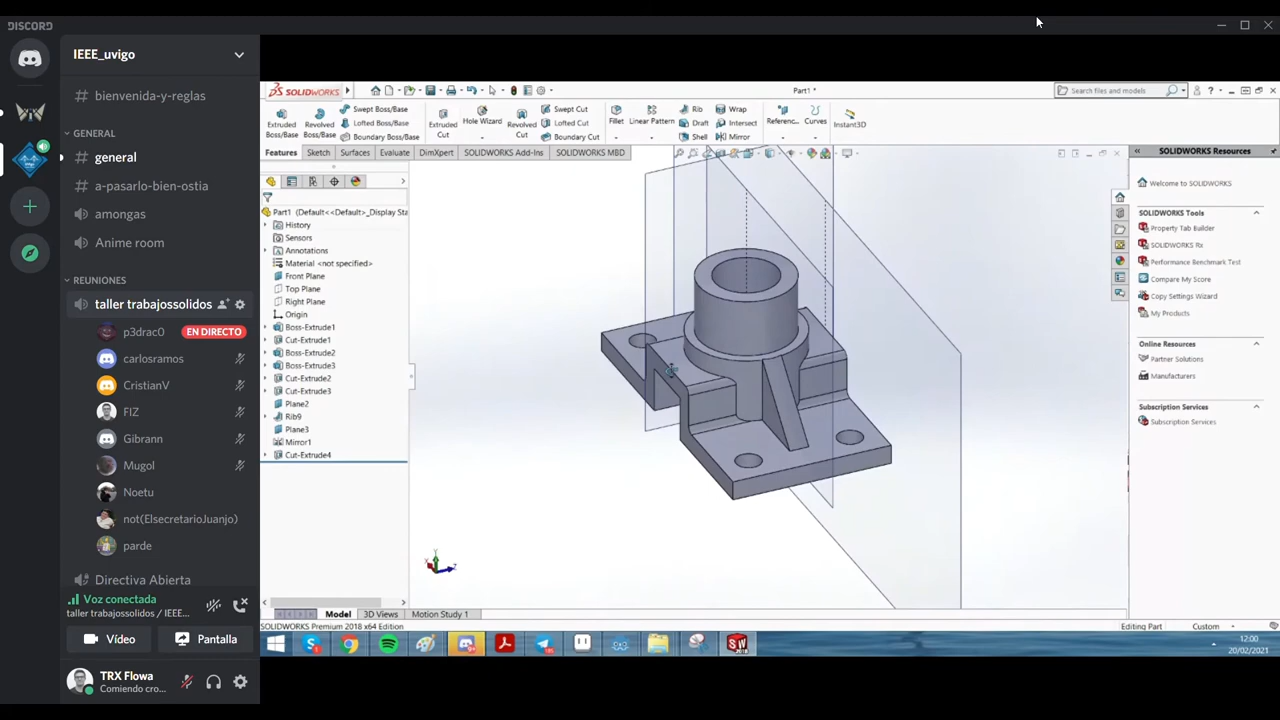 DISCORD
IEEE_uvigo
# bienvenida-y-reglas
GENERAL
# general
a-pasarlo-bien-ostia
amongas
Anime room
REUNIONES
taller trabajossolidos
p3drac0 EN DIRECTO
carlosramos
CristianV
FIZ
Gibrann
Mugol
Noetu
not(ElsecretarioJuanjo)
parde
Directiva Abierta
Voz conectada
taller trabajossolidos / IEEE...
Vídeo Pantalla
TRX Flowa
Comiendo cro...
SOLIDWORKS Part1 * Search files and models
Extruded Boss/Base
Revolved Boss/Base
Swept Boss/Base
Lofted Boss/Base
Boundary Boss/Base
Extruded Cut
Hole Wizard
Revolved Cut
Swept Cut
Lofted Cut
Boundary Cut
Fillet
Linear Pattern
Rib
Draft
Shell
Wrap
Intersect
Mirror
Referenc...
Curves
Instant3D
Features Sketch Surfaces Evaluate DimXpert SOLIDWORKS Add-Ins SOLIDWORKS MBD
Part1 (Default<<Default>_Display Sta
History
Sensors
Annotations
Material <not specified>
Front Plane
Top Plane
Right Plane
Origin
Boss-Extrude1
Cut-Extrude1
Boss-Extrude2
Boss-Extrude3
Cut-Extrude2
Cut-Extrude3
Plane2
Rib9
Plane3
Mirror1
Cut-Extrude4
SOLIDWORKS Resources
Welcome to SOLIDWORKS
SOLIDWORKS Tools
Property Tab Builder
SOLIDWORKS Rx
Performance Benchmark Test
Compare My Score
Copy Settings Wizard
My Products
Online Resources
Partner Solutions
Manufacturers
Subscription Services
Subscription Services
Model 3D Views Motion Study 1
SOLIDWORKS Premium 2018 x64 Edition Editing Part Custom
12:00
20/02/2021